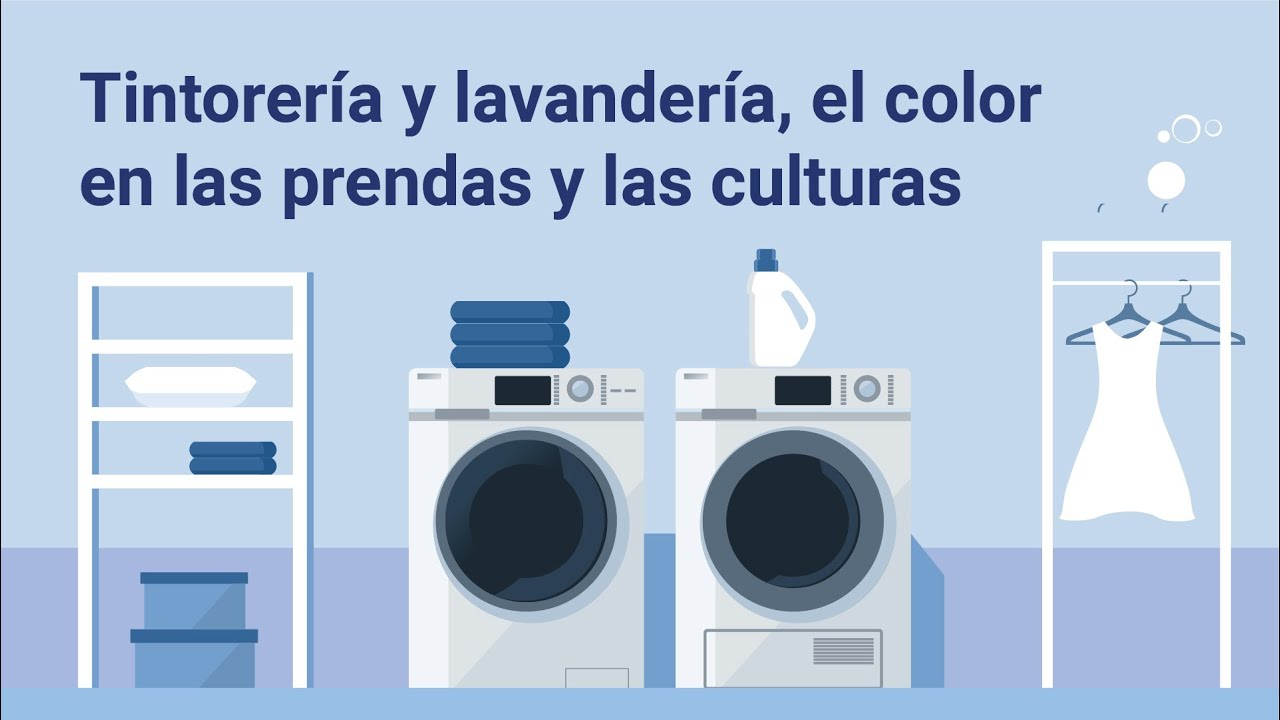 Tintorería y lavandería, el color
en las prendas y las culturas